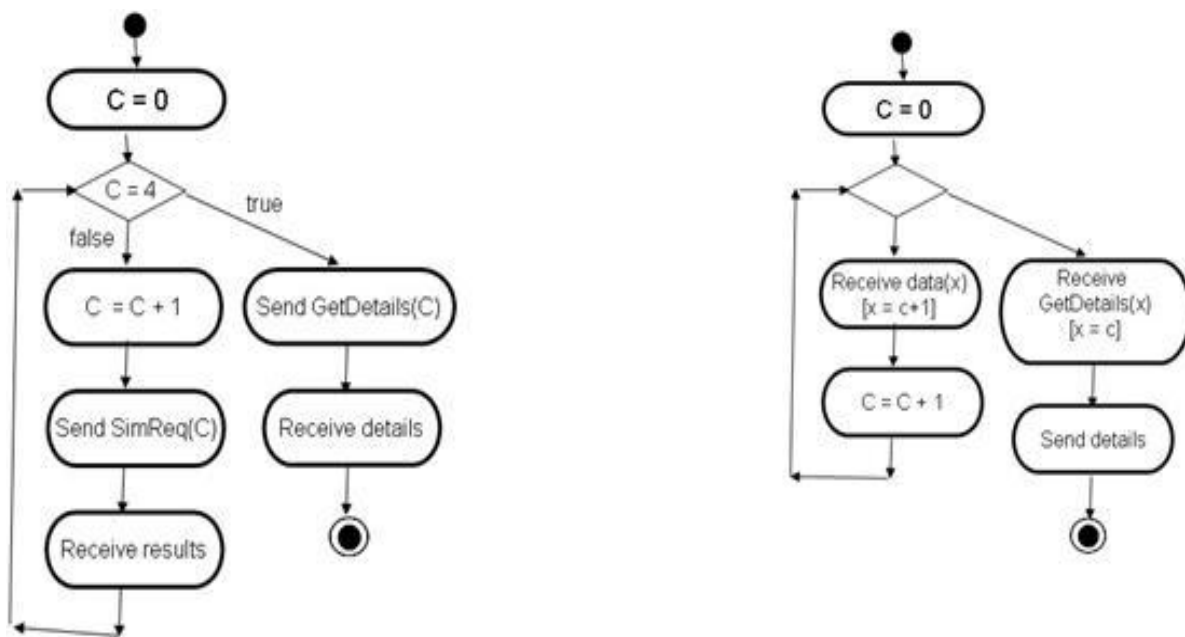 C = 0
C = 4
true
false
C = C + 1
Send GetDetails(C)
Send SimReq(C)
Receive details
Receive results
C = 0
Receive data(x)
[x = c+1]
Receive
GetDetails(x)
[x = c]
C = C + 1
Send details